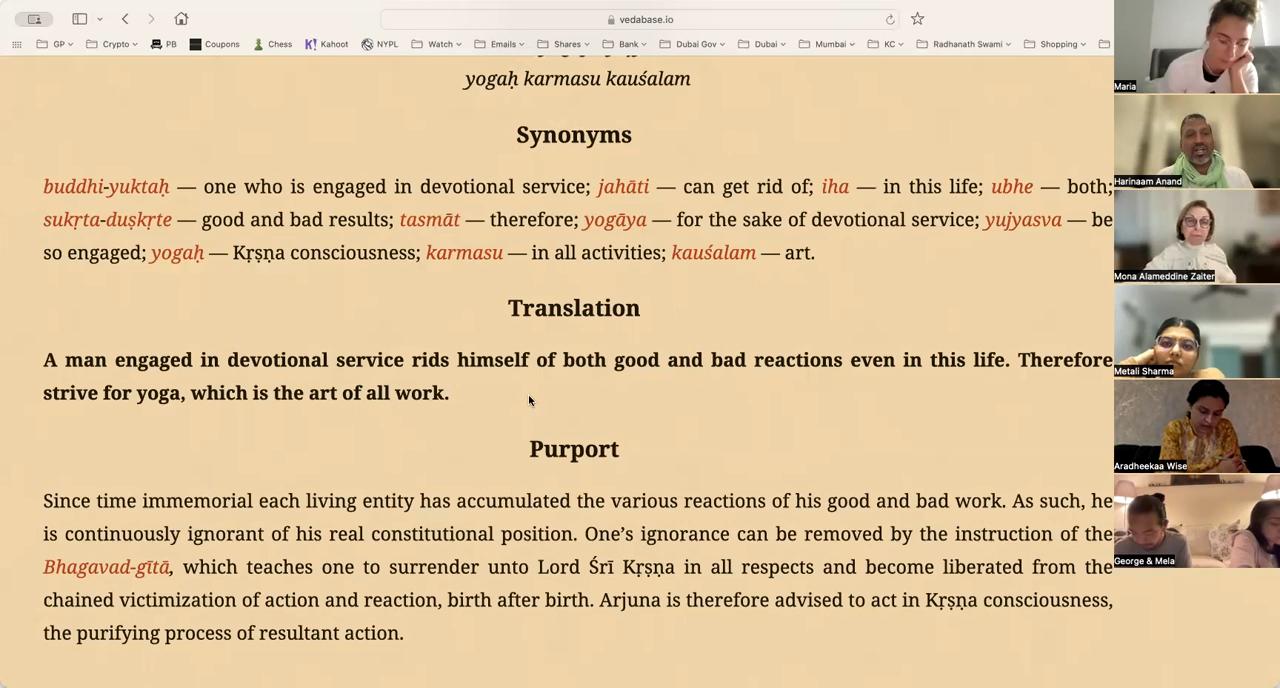 vedabase.io
GP
Crypto
PB
Coupons
Chess
Kahoot
NYPL
Watch
Emails
Shares
Bank
Dubai Gov
Dubai
Mumbai
KC
Radhanath Swami
Shopping
yogaḥ karmasu kauśalam
Synonyms
buddhi-yuktaḥ — one who is engaged in devotional service; jahāti — can get rid of; iha — in this life; ubhe — both;
sukṛta-duṣkṛte — good and bad results; tasmāt — therefore; yogāya — for the sake of devotional service; yujyasva — be
so engaged; yogaḥ — Kṛṣṇa consciousness; karmasu — in all activities; kauśalam — art.
Translation
A man engaged in devotional service rids himself of both good and bad reactions even in this life. Therefore
strive for yoga, which is the art of all work.
Purport
Since time immemorial each living entity has accumulated the various reactions of his good and bad work. As such, he
is continuously ignorant of his real constitutional position. One’s ignorance can be removed by the instruction of the
Bhagavad-gītā, which teaches one to surrender unto Lord Śrī Kṛṣṇa in all respects and become liberated from the
chained victimization of action and reaction, birth after birth. Arjuna is therefore advised to act in Kṛṣṇa consciousness,
the purifying process of resultant action.
Maria
Harinaam Anand
Mona Alameddine Zaiter
Metali Sharma
Aradheekaa Wise
George & Mela